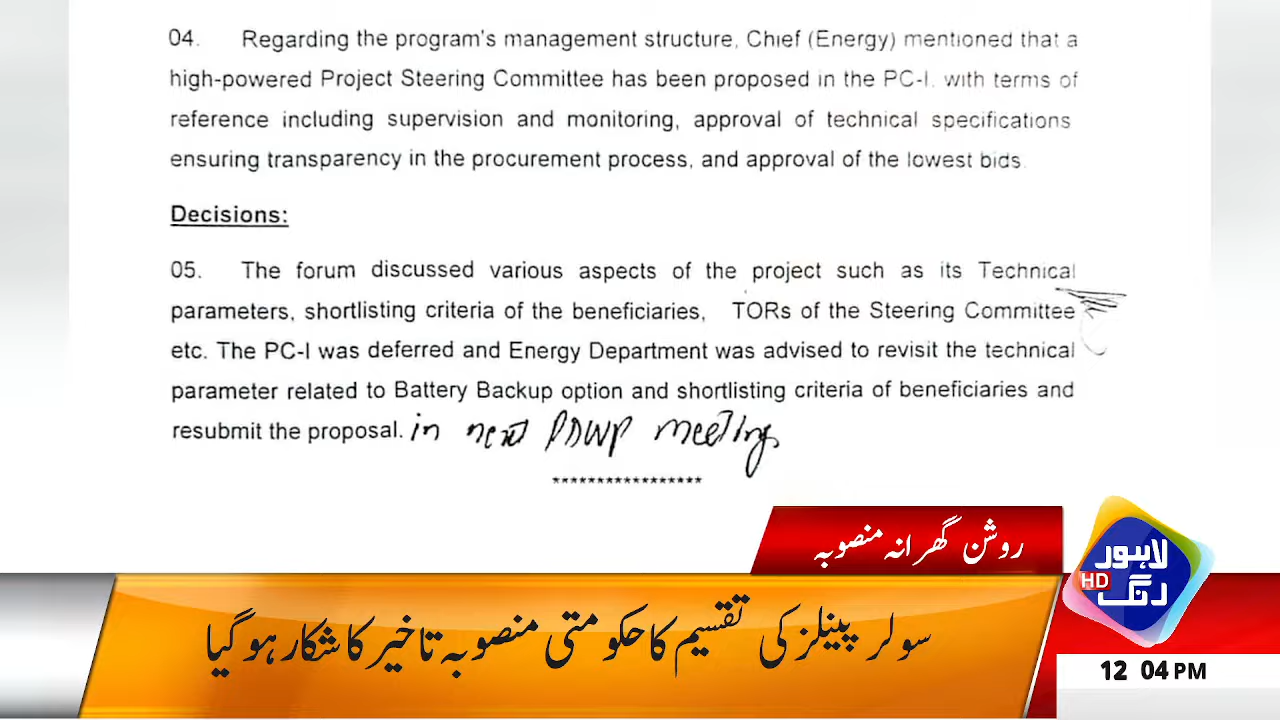 04. Regarding the program's management structure, Chief (Energy) mentioned that a
high-powered Project Steering Committee has been proposed in the PC-I, with terms of
reference including supervision and monitoring, approval of technical specifications
ensuring transparency in the procurement process, and approval of the lowest bids.
Decisions:
05. The forum discussed various aspects of the project such as its Technical
parameters, shortlisting criteria of the beneficiaries, TORs of the Steering Committee
etc. The PC-I was deferred and Energy Department was advised to revisit the technical
parameter related to Battery Backup option and shortlisting criteria of beneficiaries and
resubmit the proposal. in next PDWP meeting
*****************
روشن گھرانہ منصوبہ
لاہور
HD رنگ
سولر پینلز کی تقسیم کا حکومتی منصوبہ تاخیر کا شکار ہو گیا
12 04 PM